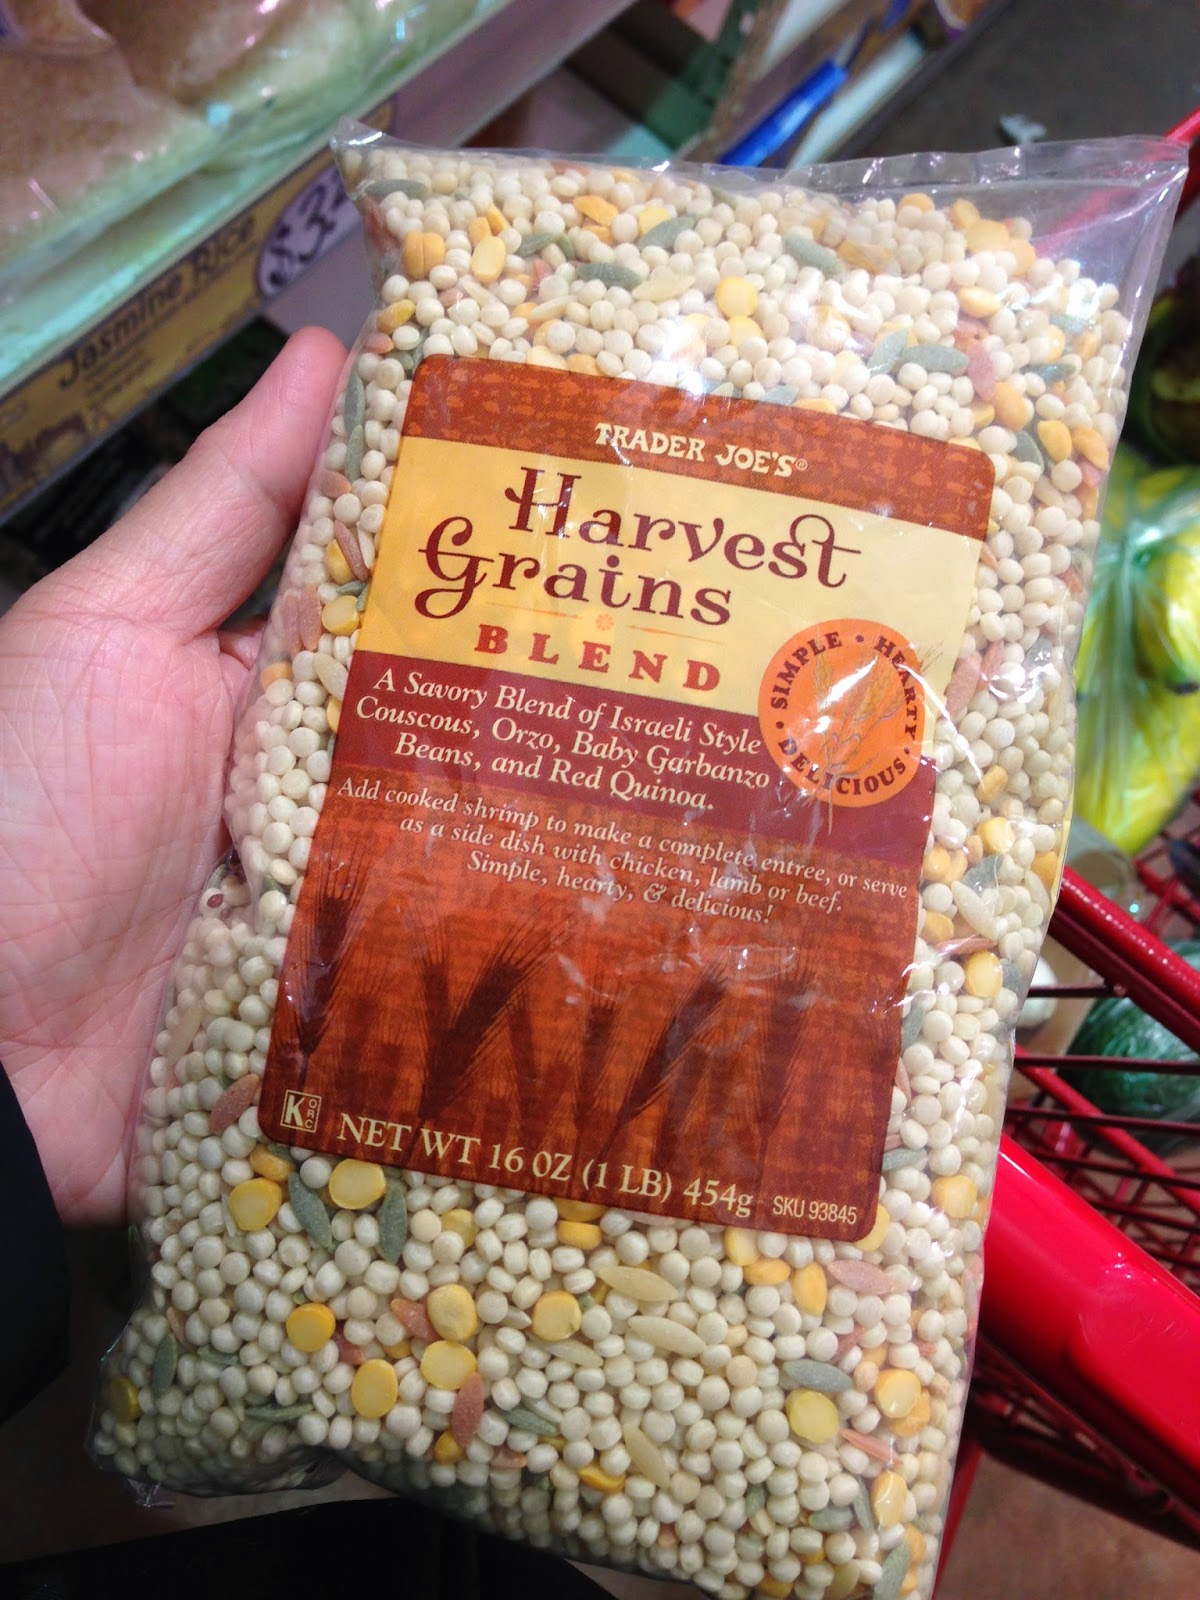 Jasmine Rice
TRADER JOE'S®
Harvest
Grains
BLEND
SIMPLE • HEARTY • DELICIOUS •
A Savory Blend of Israeli Style
Couscous, Orzo, Baby Garbanzo
Beans, and Red Quinoa.
Add cooked shrimp to make a complete entree, or serve
as a side dish with chicken, lamb or beef.
Simple, hearty, & delicious!
K ORC
NET WT 16 OZ (1 LB) 454g
SKU 93845